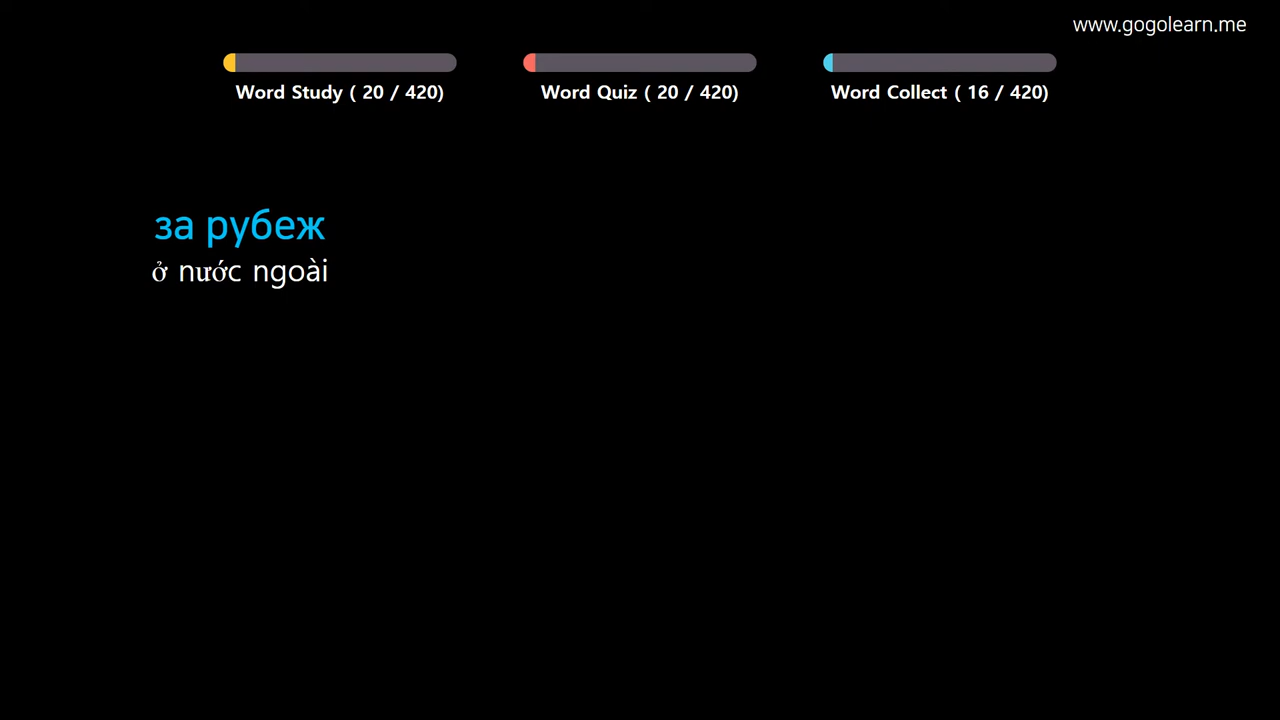 www.gogolearn.me
Word Study ( 20 / 420)
Word Quiz ( 20 / 420)
Word Collect ( 16 / 420)
за рубеж
ở nước ngoài